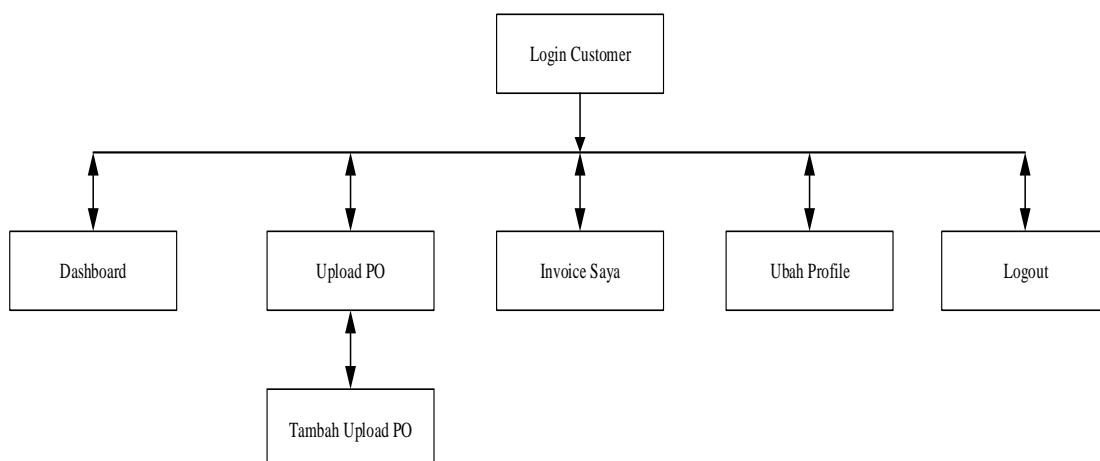 Login Customer
Dashboard
Upload PO
Invoice Saya
Ubah Profile
Logout
Tambah Upload PO